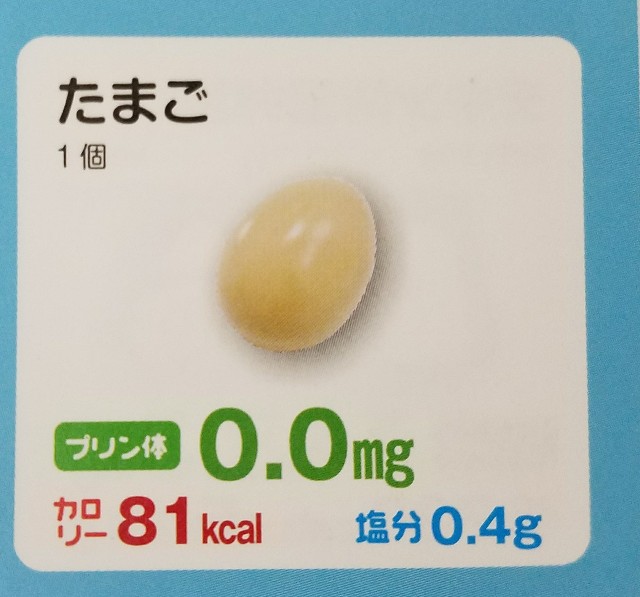 たまご
1個
プリン体 0.0mg
カロリー 81kcal 塩分 0.4g